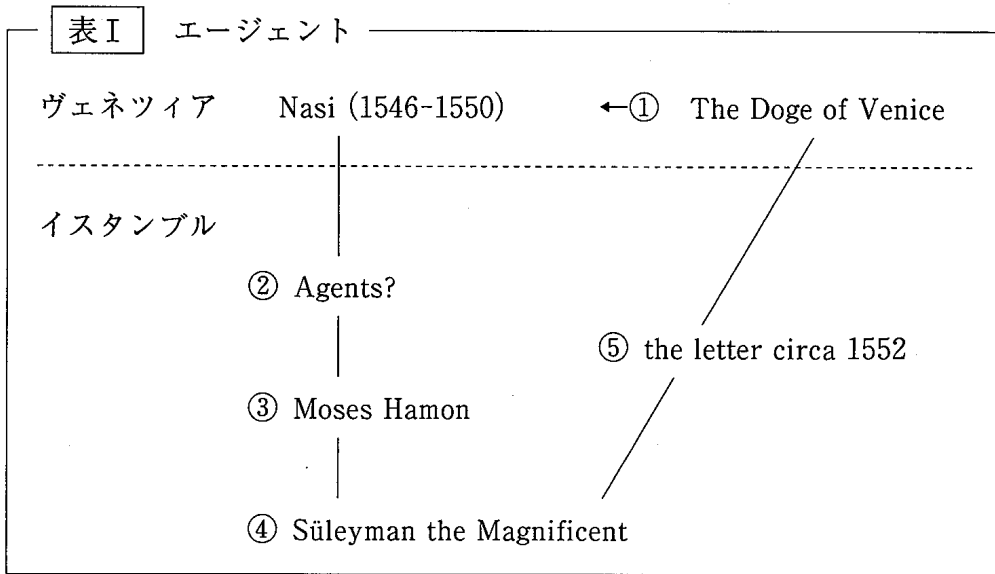 表Ⅰ エージェント
ヴェネツィア Nasi (1546-1550) ←① The Doge of Venice
イスタンブル
② Agents?
⑤ the letter circa 1552
③ Moses Hamon
④ Süleyman the Magnificent